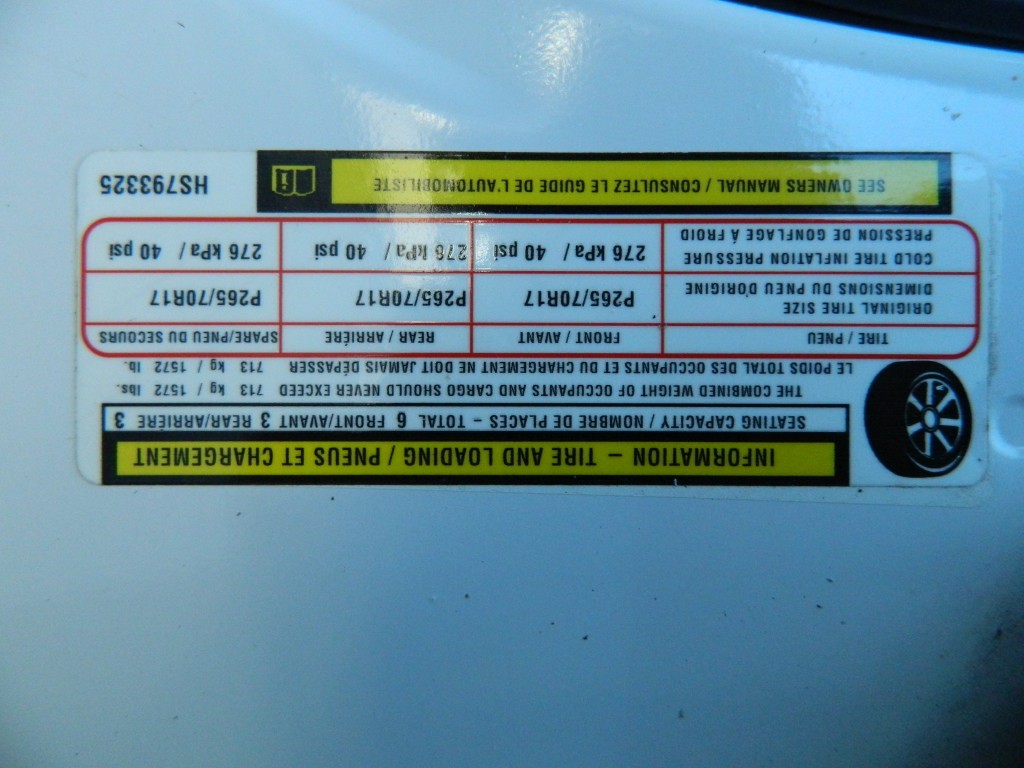 INFORMATION – TIRE AND LOADING / PNEUS ET CHARGEMENT
SEATING CAPACITY / NOMBRE DE PLACES – TOTAL 6 FRONT/AVANT 3 REAR/ARRIÈRE 3
THE COMBINED WEIGHT OF OCCUPANTS AND CARGO SHOULD NEVER EXCEED 713 kg / 1572 lbs.
LE POIDS TOTAL DES OCCUPANTS ET DU CHARGEMENT NE DOIT JAMAIS DÉPASSER 713 kg / 1572 lb.
TIRE / PNEU FRONT / AVANT REAR / ARRIÈRE SPARE/PNEU DU SECOURS
ORIGINAL TIRE SIZE
DIMENSIONS DU PNEU D'ORIGINE P265/70R17 P265/70R17 P265/70R17
COLD TIRE INFLATION PRESSURE
PRESSION DE GONFLAGE À FROID 276 kPa / 40 psi 276 kPa / 40 psi 276 kPa / 40 psi
SEE OWNERS MANUAL / CONSULTEZ LE GUIDE DE L'AUTOMOBILISTE HS793325